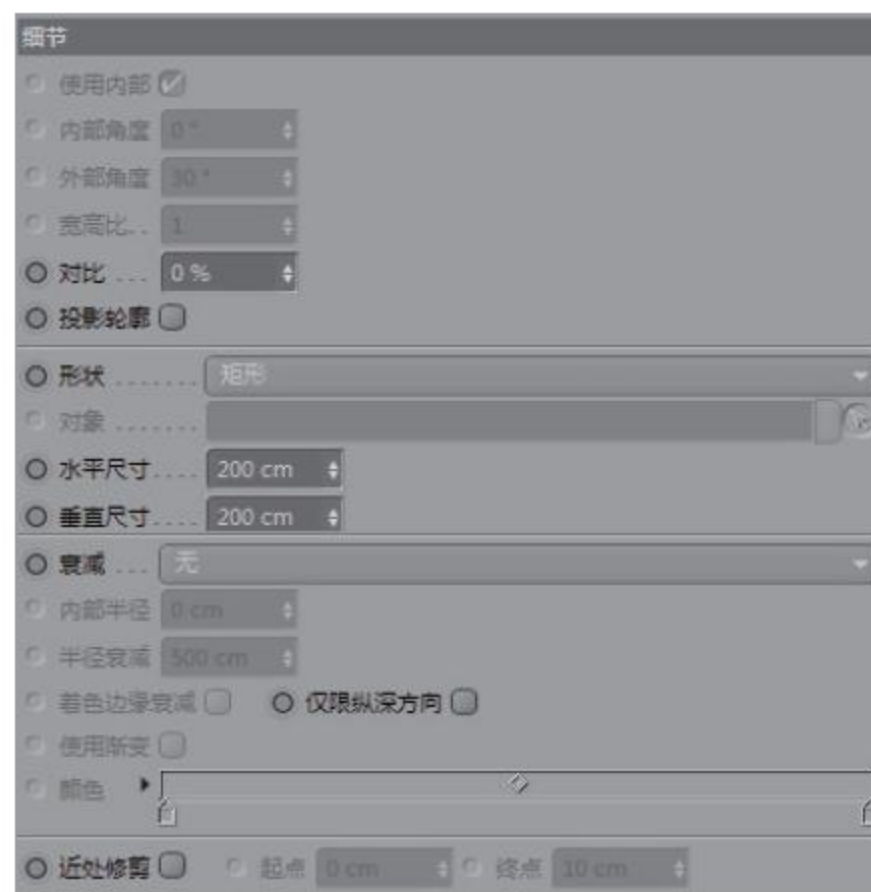 细节
使用内部
内部角度 0°
外部角度 30°
宽高比.. 1
对比 .... 0 %
投影轮廓
形状 ....... 矩形
对象 .......
水平尺寸.... 200 cm
垂直尺寸.... 200 cm
衰减 .... 无
内部半径 0 cm
半径衰减 500 cm
着色边缘衰减 仅限纵深方向
使用渐变
颜色
近处修剪 起点 0 cm 终点 10 cm